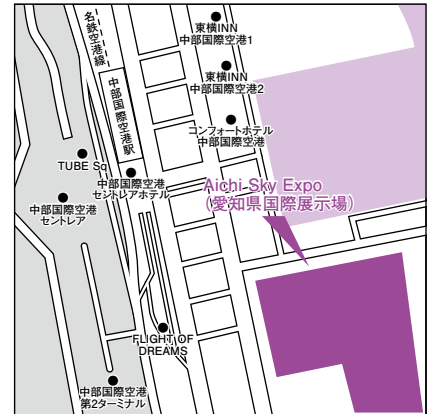 名鉄空港線
中部国際空港駅
東横INN
中部国際空港1
東横INN
中部国際空港2
コンフォートホテル
中部国際空港
TUBE Sq
中部国際空港
セントレアホテル
中部国際空港
セントレア
Aichi Sky Expo
(愛知県国際展示場)
FLIGHT OF
DREAMS
中部国際空港
第2ターミナル